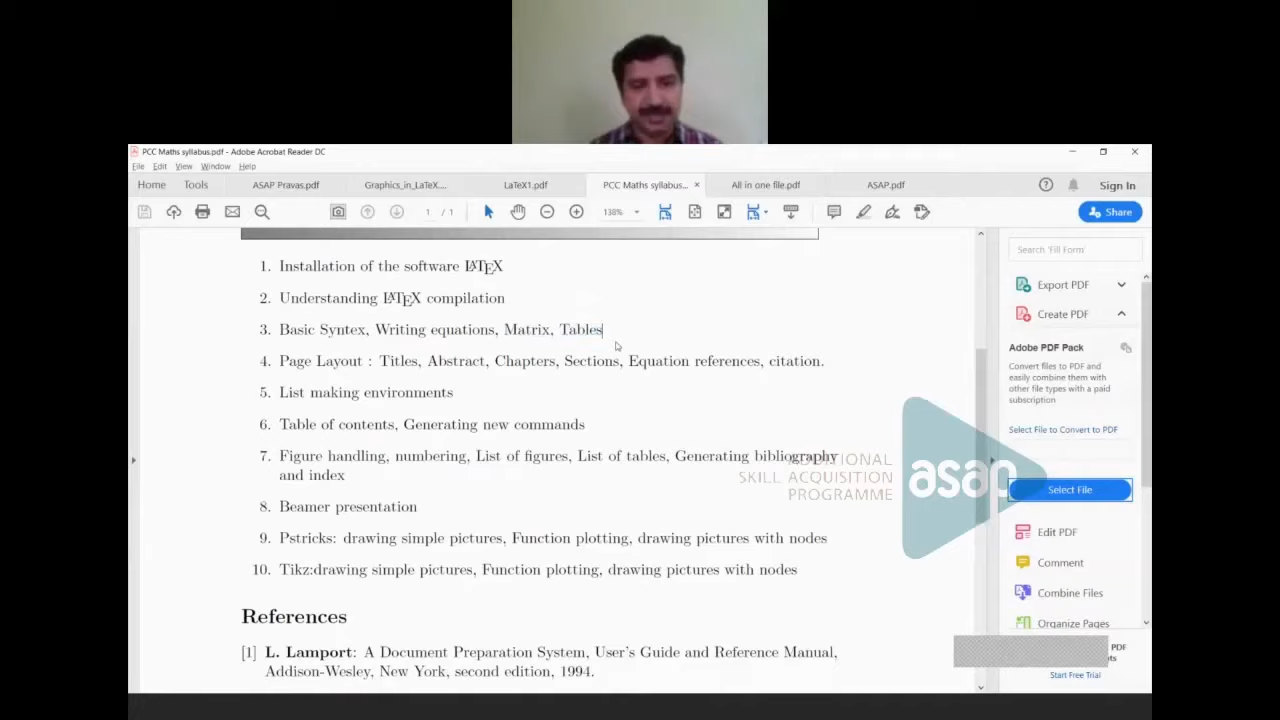 PCC Maths syllabus.pdf - Adobe Acrobat Reader DC
File Edit View Window Help
Home Tools ASAP Pravas.pdf Graphics_in_LaTeX.... LaTeX1.pdf PCC Maths syllabus... × All in one file.pdf ASAP.pdf Sign In
1 / 1 138% Share
1. Installation of the software LATEX
2. Understanding LATEX compilation
3. Basic Syntex, Writing equations, Matrix, Tables
4. Page Layout : Titles, Abstract, Chapters, Sections, Equation references, citation.
5. List making environments
6. Table of contents, Generating new commands
7. Figure handling, numbering, List of figures, List of tables, Generating bibliography
and index
8. Beamer presentation
9. Pstricks: drawing simple pictures, Function plotting, drawing pictures with nodes
10. Tikz:drawing simple pictures, Function plotting, drawing pictures with nodes
References
[1] L. Lamport: A Document Preparation System, User's Guide and Reference Manual,
Addison-Wesley, New York, second edition, 1994.
Search 'Fill Form'
Export PDF
Create PDF
Adobe PDF Pack
Convert files to PDF and
easily combine them with
other file types with a paid
subscription
Select File to Convert to PDF
Select File
Edit PDF
Comment
Combine Files
Organize Pages
PDF
Start Free Trial
ADDITIONAL
SKILL ACQUISITION
PROGRAMME
asap